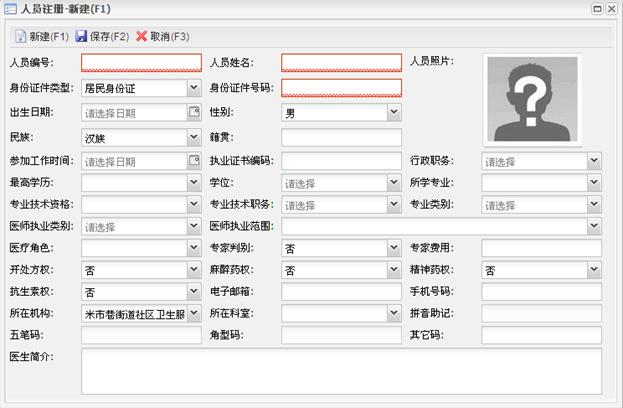 人员注册-新建(F1)
新建(F1) 保存(F2) 取消(F3)
人员编号: 人员姓名: 人员照片:
身份证件类型: 居民身份证 身份证件号码:
出生日期: 请选择日期 性别: 男
民族: 汉族 籍贯:
参加工作时间: 请选择日期 执业证书编码: 行政职务: 请选择
最高学历: 学位: 请选择 所学专业:
专业技术资格: 专业技术职务: 请选择 专业类别: 请选择
医师执业类别: 请选择 医师执业范围:
医疗角色: 专家判别: 否 专家费用:
开处方权: 否 麻醉药权: 否 精神药权: 否
抗生素权: 否 电子邮箱: 手机号码:
所在机构: 米市巷街道社区卫生服 所在科室: 拼音助记:
五笔码: 角型码: 其它码:
医生简介: